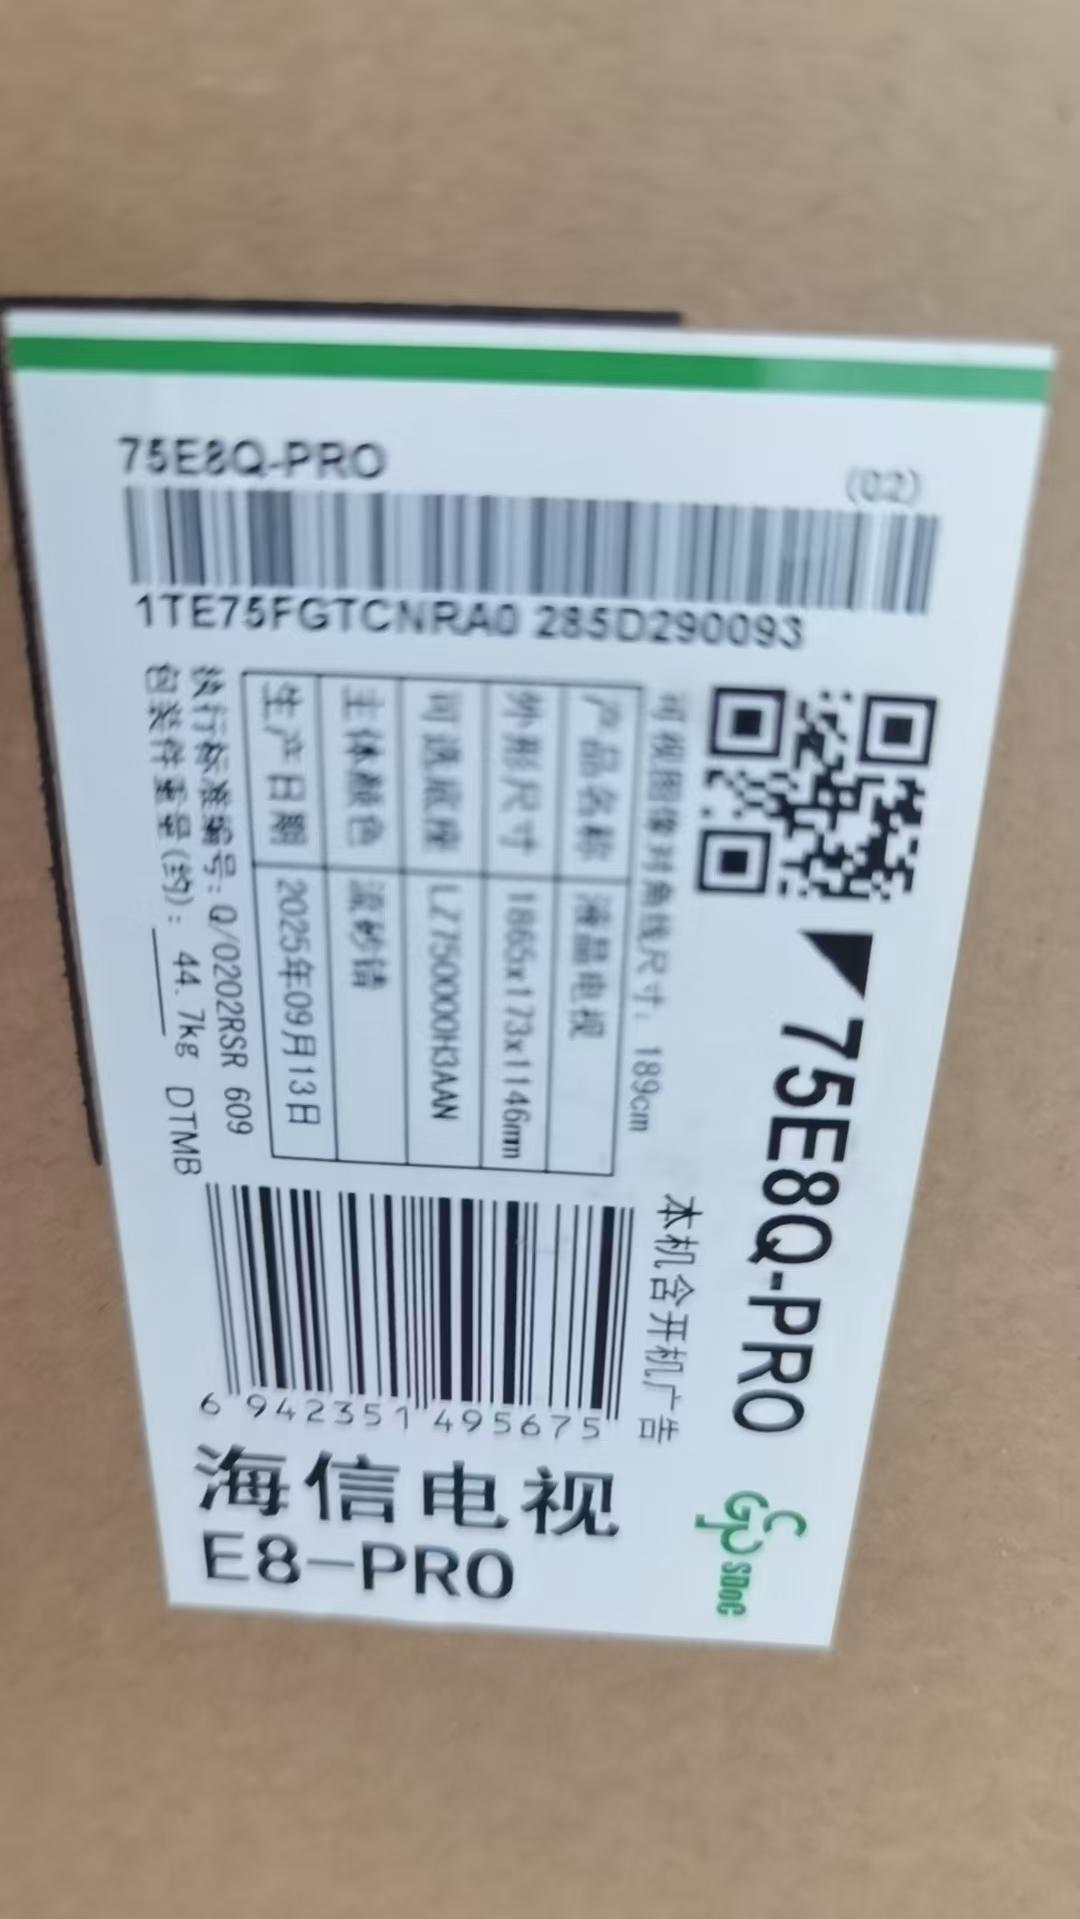 75E8Q-PRO
(02)
1TE75FGTCNRA0 285D290093
75E8Q-PRO
可视图像对角线尺寸: 189cm
本机含开机广告
产品名称 液晶电视
外形尺寸 1865x173x1146mm
可选底座 LZ750000H3AAN
主体颜色 流砂锖
生产日期 2025年09月13日
执行标准编号: Q/0202RSR 609
包装件重量(约): 44.7kg DTMB
6 942351 495675
海信电视
E8-PRO
SDoC